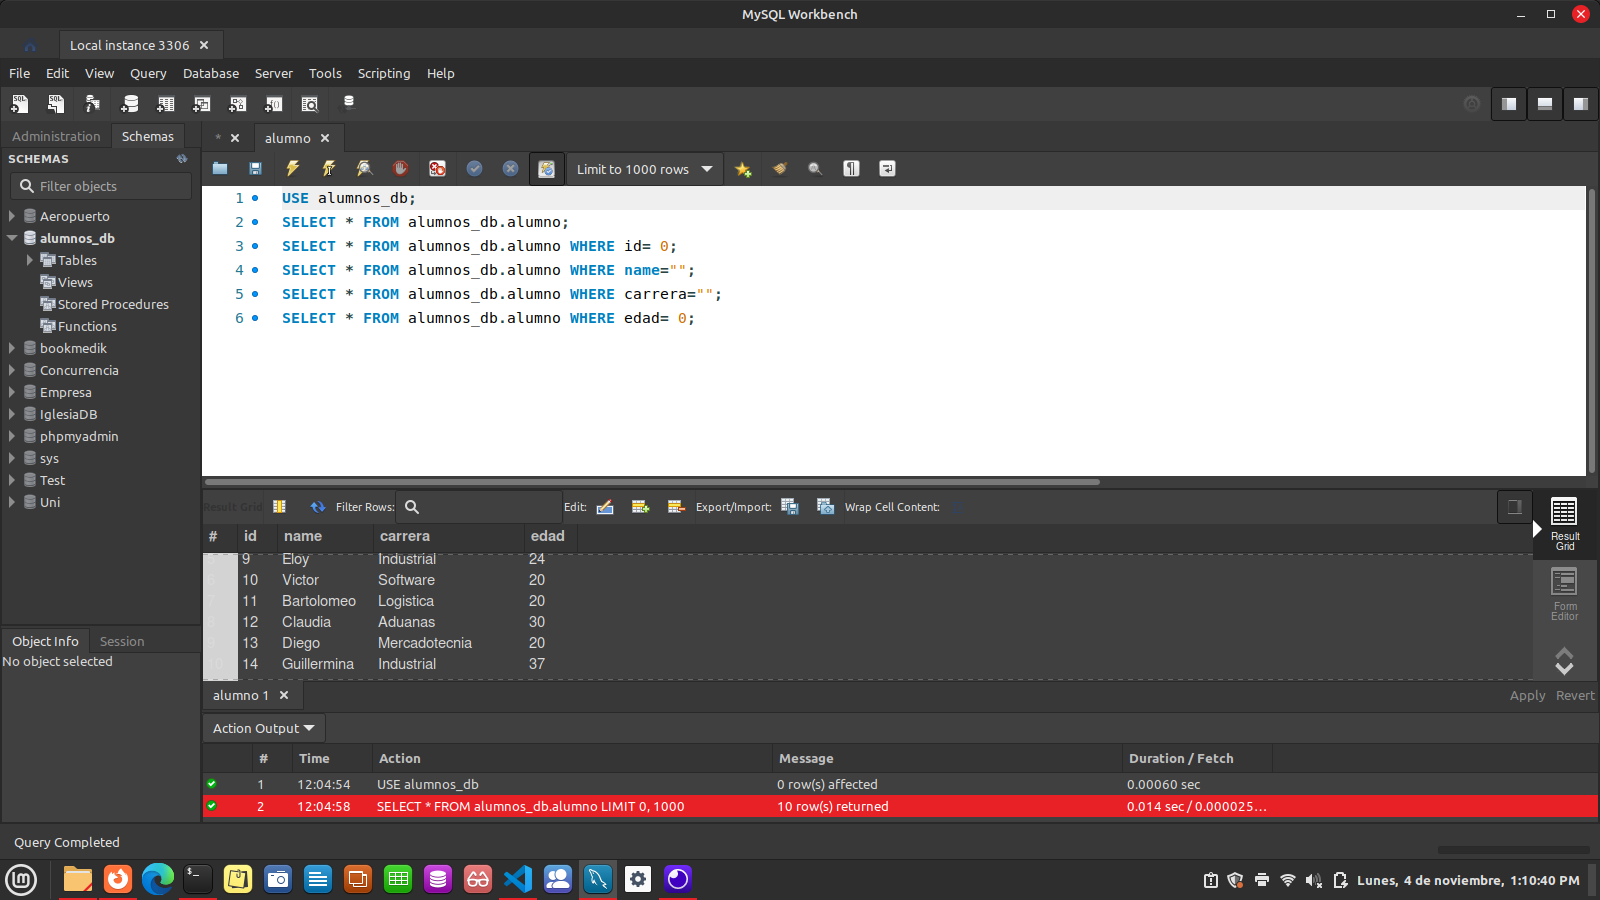 MySQL Workbench
Local instance 3306
File Edit View Query Database Server Tools Scripting Help
Administration Schemas
* alumno
SCHEMAS
Filter objects
Limit to 1000 rows
Aeropuerto
alumnos_db
Tables
Views
Stored Procedures
Functions
bookmedik
Concurrencia
Empresa
IglesiaDB
phpmyadmin
sys
Test
Uni
1 USE alumnos_db;
2 SELECT * FROM alumnos_db.alumno;
3 SELECT * FROM alumnos_db.alumno WHERE id= 0;
4 SELECT * FROM alumnos_db.alumno WHERE name="";
5 SELECT * FROM alumnos_db.alumno WHERE carrera="";
6 SELECT * FROM alumnos_db.alumno WHERE edad= 0;
Result Grid Filter Rows: Edit: Export/Import: Wrap Cell Content:
# id name carrera edad
9 Eloy Industrial 24
10 Victor Software 20
11 Bartolomeo Logistica 20
12 Claudia Aduanas 30
13 Diego Mercadotecnia 20
10 14 Guillermina Industrial 37
Result
Grid
Form
Editor
Object Info Session
No object selected
alumno 1
Apply Revert
Action Output
# Time Action Message Duration / Fetch
1 12:04:54 USE alumnos_db 0 row(s) affected 0.00060 sec
2 12:04:58 SELECT * FROM alumnos_db.alumno LIMIT 0, 1000 10 row(s) returned 0.014 sec / 0.000025...
Query Completed
Lunes, 4 de noviembre, 1:10:40 PM